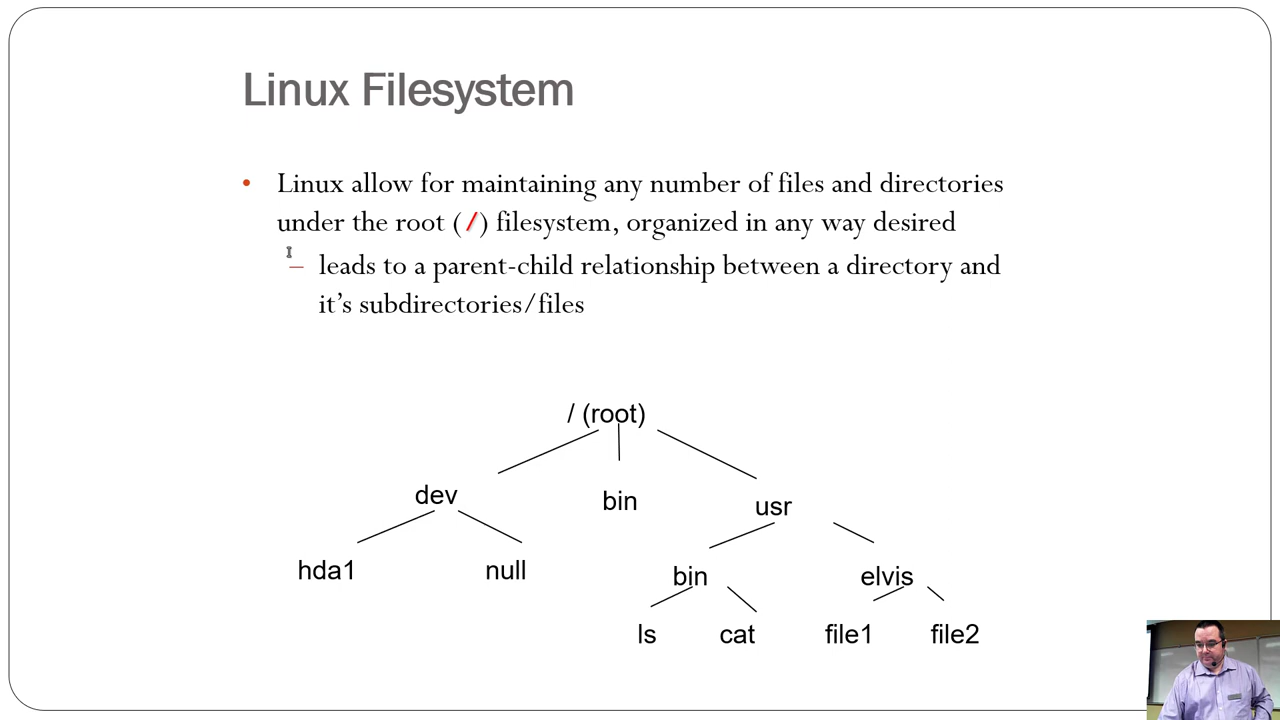 Linux Filesystem
• Linux allow for maintaining any number of files and directories
under the root (/) filesystem, organized in any way desired
– leads to a parent-child relationship between a directory and
it’s subdirectories/files
/ (root)
dev bin usr
hda1 null bin elvis
ls cat file1 file2